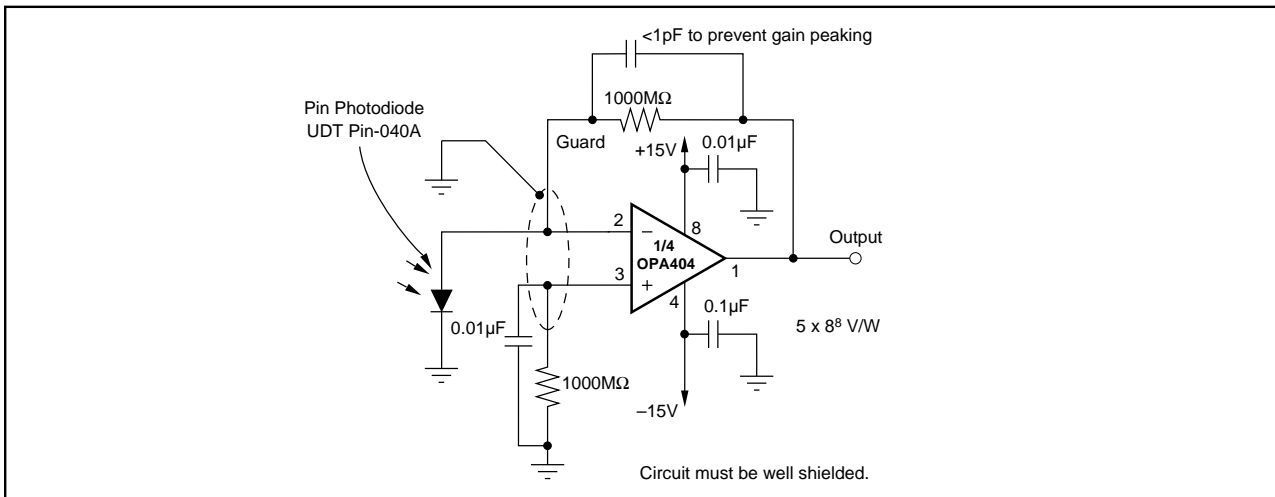 <1pF to prevent gain peaking
1000MΩ
Pin Photodiode
UDT Pin-040A
Guard
+15V
0.01µF
2
–
8
1/4
OPA404
Output
1
3
+
4
0.1µF
0.01µF
5 x 8⁸ V/W
1000MΩ
–15V
Circuit must be well shielded.